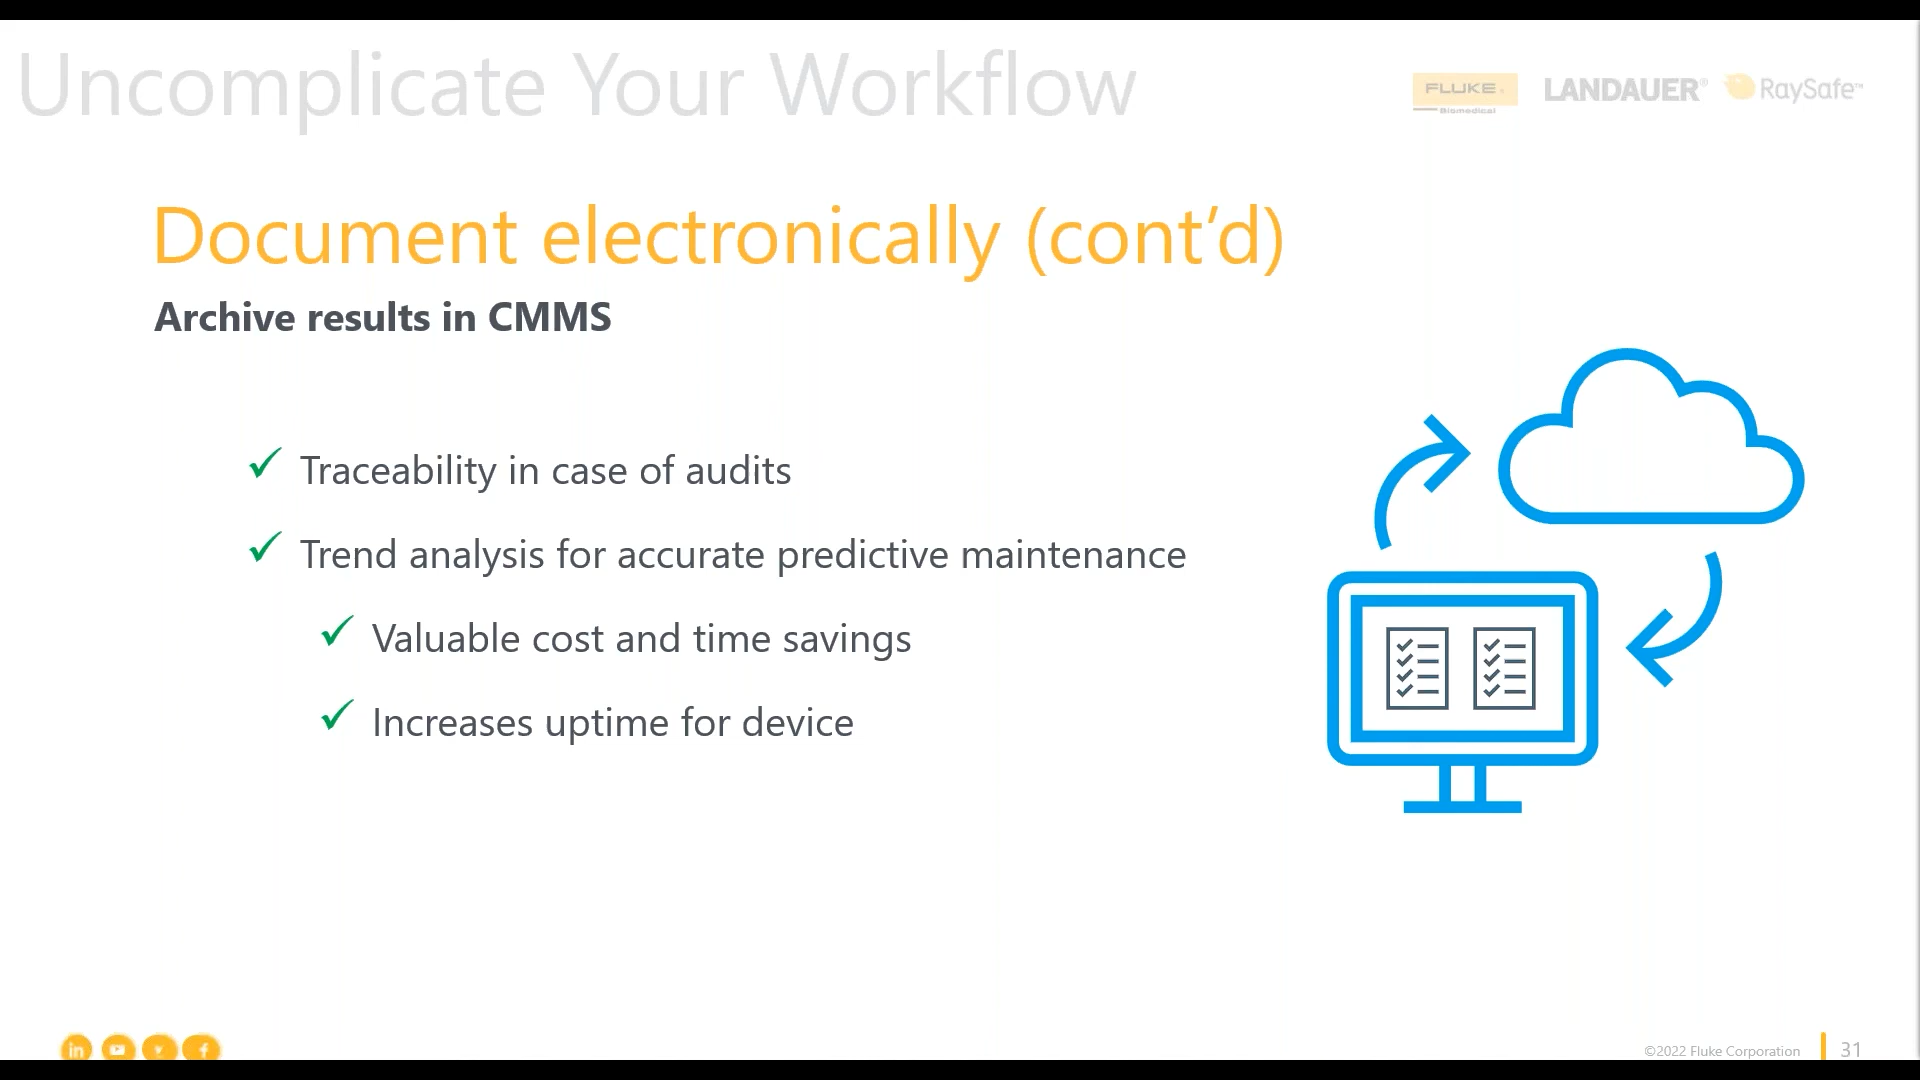 Uncomplicate Your Workflow
FLUKE®
Biomedical
LANDAUER®
RaySafe™
Document electronically (cont’d)
Archive results in CMMS
Traceability in case of audits
Trend analysis for accurate predictive maintenance
Valuable cost and time savings
Increases uptime for device
in
f
©2022 Fluke Corporation
31